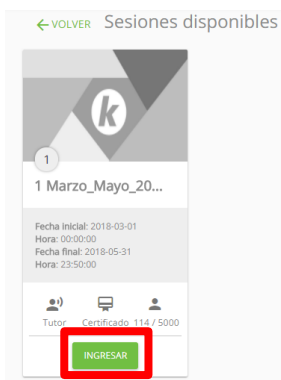 ← VOLVER Sesiones disponibles
k
1
1 Marzo_Mayo_20...
Fecha inicial: 2018-03-01
Hora: 00:00:00
Fecha final: 2018-05-31
Hora: 23:50:00
Tutor Certificado 114 / 5000
INGRESAR